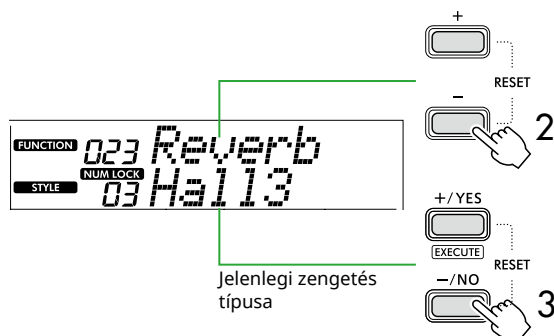 +
RESET
−
2
FUNCTION 023 Reverb
NUM LOCK
STYLE 03 Hall3
+/YES
EXECUTE
RESET
−/NO
3
Jelenlegi zengetés
típusa